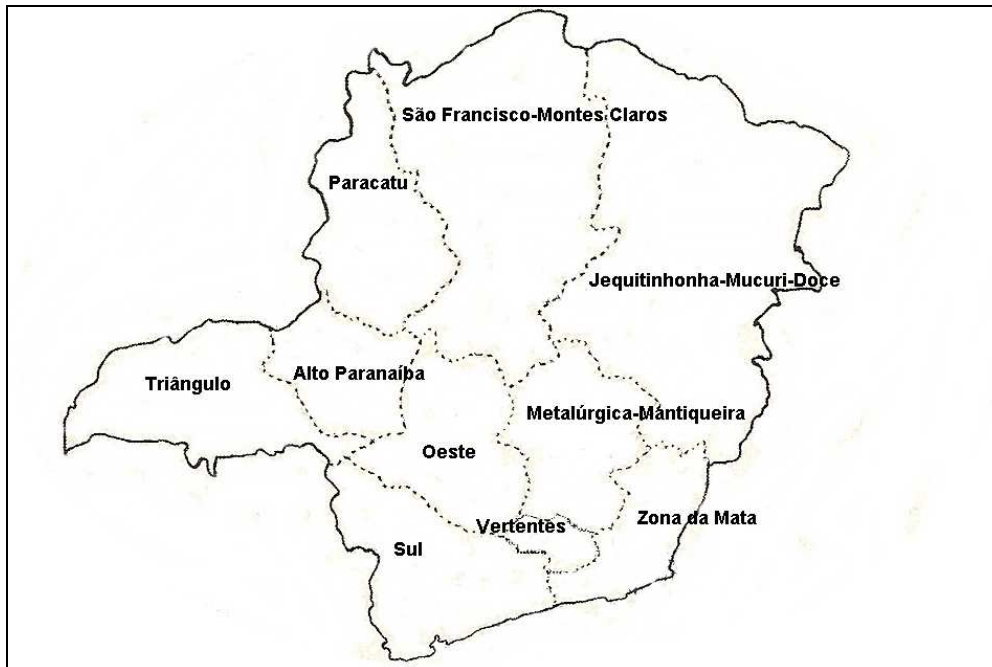 São Francisco-Montes Claros
Paracatu
Jequitinhonha-Mucuri-Doce
Alto Paranaíba
Triângulo
Metalúrgica-Mantiqueira
Oeste
Zona da Mata
Vertentes
Sul